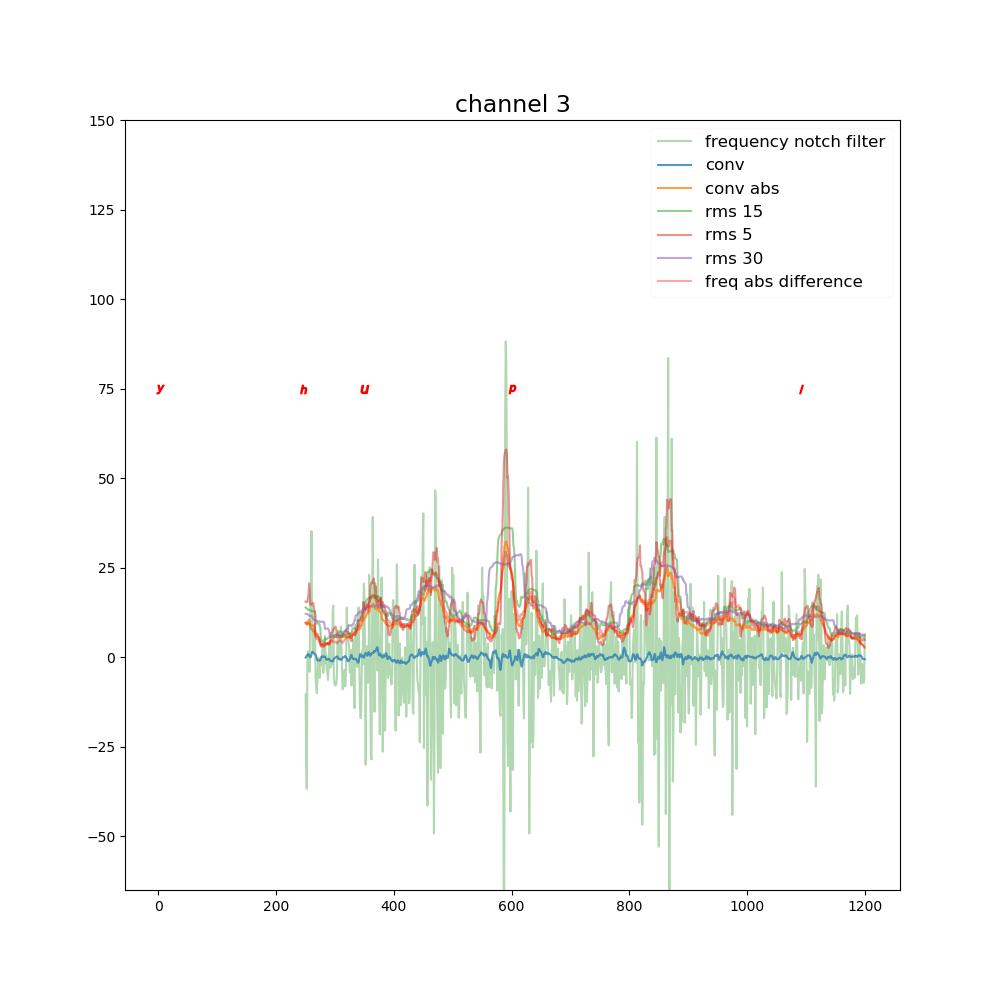 channel 3
150
125
100
75
50
25
0
−25
−50
frequency notch filter
conv
conv abs
rms 15
rms 5
rms 30
freq abs difference
y h u p l
0 200 400 600 800 1000 1200